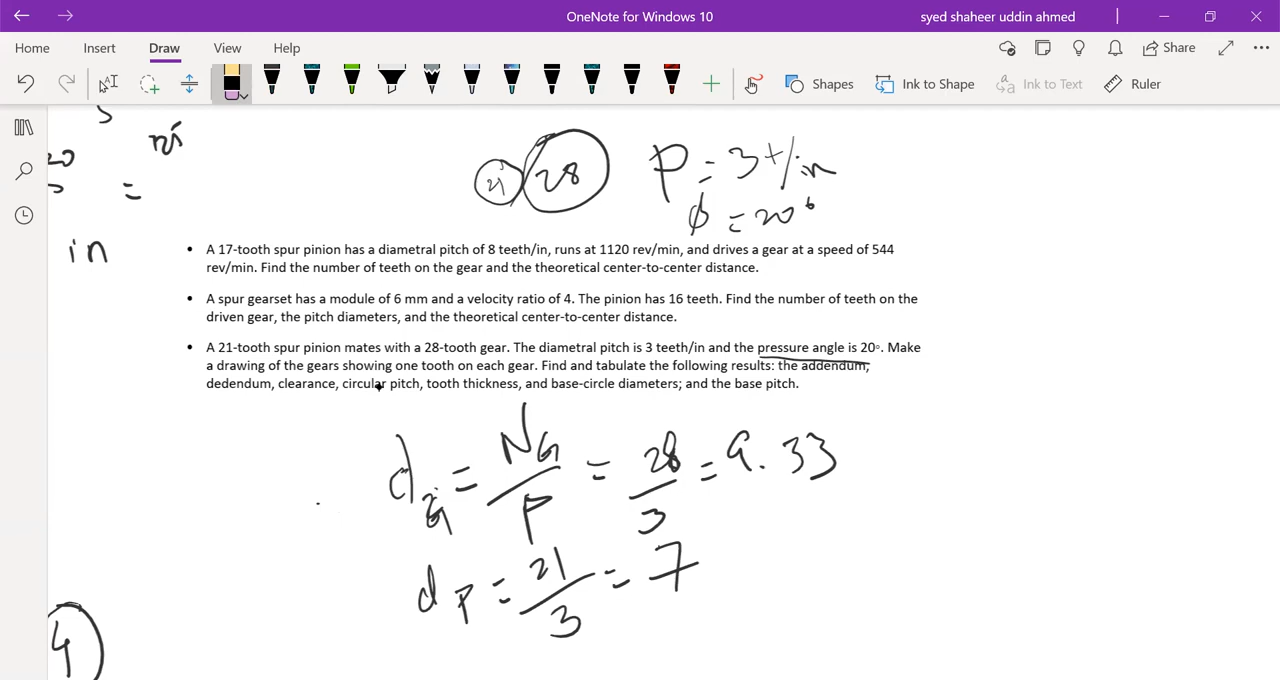 OneNote for Windows 10
syed shaheer uddin ahmed
Home Insert Draw View Help
Share
Shapes
Ink to Shape
Ink to Text
Ruler
21 28
P = 3 t/in
φ = 20°
20
=
in
• A 17-tooth spur pinion has a diametral pitch of 8 teeth/in, runs at 1120 rev/min, and drives a gear at a speed of 544
rev/min. Find the number of teeth on the gear and the theoretical center-to-center distance.
• A spur gearset has a module of 6 mm and a velocity ratio of 4. The pinion has 16 teeth. Find the number of teeth on the
driven gear, the pitch diameters, and the theoretical center-to-center distance.
• A 21-tooth spur pinion mates with a 28-tooth gear. The diametral pitch is 3 teeth/in and the pressure angle is 20◦. Make
a drawing of the gears showing one tooth on each gear. Find and tabulate the following results: the addendum,
dedendum, clearance, circular pitch, tooth thickness, and base-circle diameters; and the base pitch.
dG = NG/P = 28/3 = 9.33
dP = 21/3 = 7
4